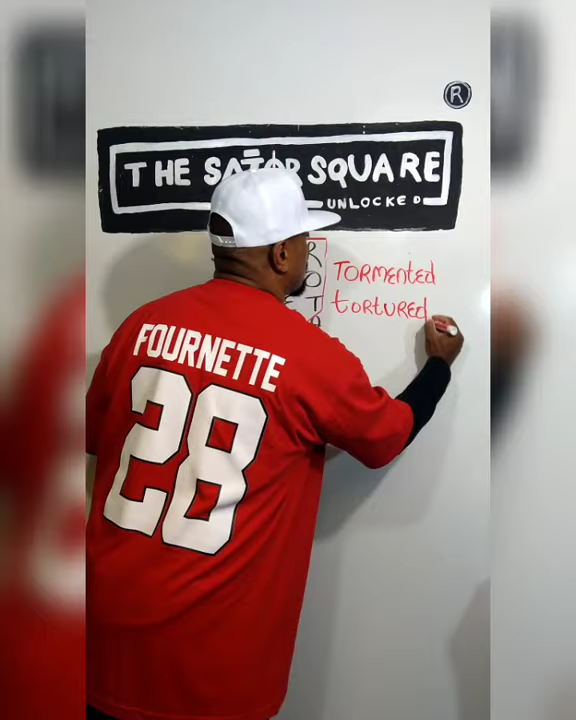 ®
THE SATOR SQUARE
UNLOCKED
R
O
T
TORMENTED
tortured
FOURNETTE
28